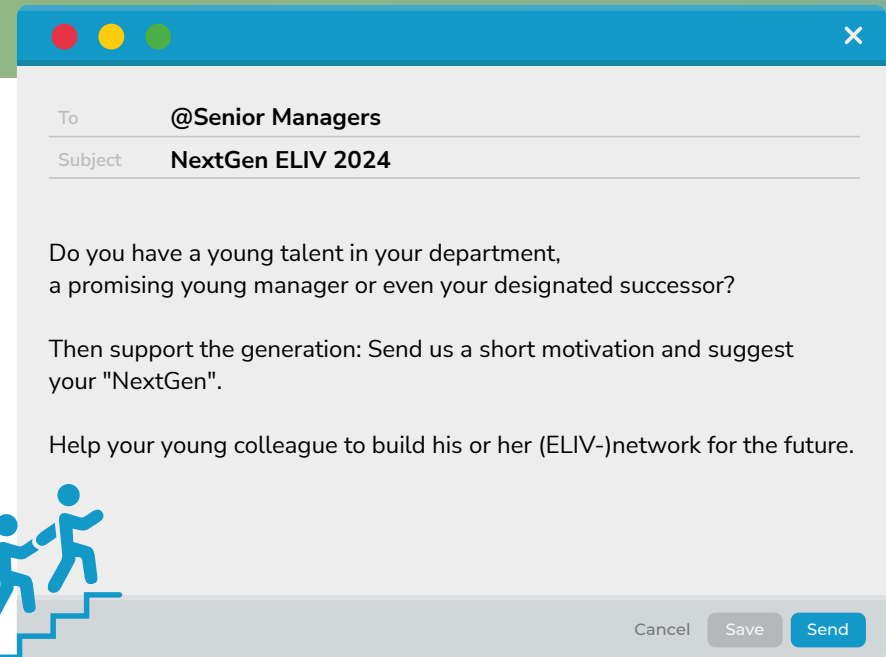 To @Senior Managers
Subject NextGen ELIV 2024
Do you have a young talent in your department,
a promising young manager or even your designated successor?
Then support the generation: Send us a short motivation and suggest
your "NextGen".
Help your young colleague to build his or her (ELIV-)network for the future.
Cancel Save Send